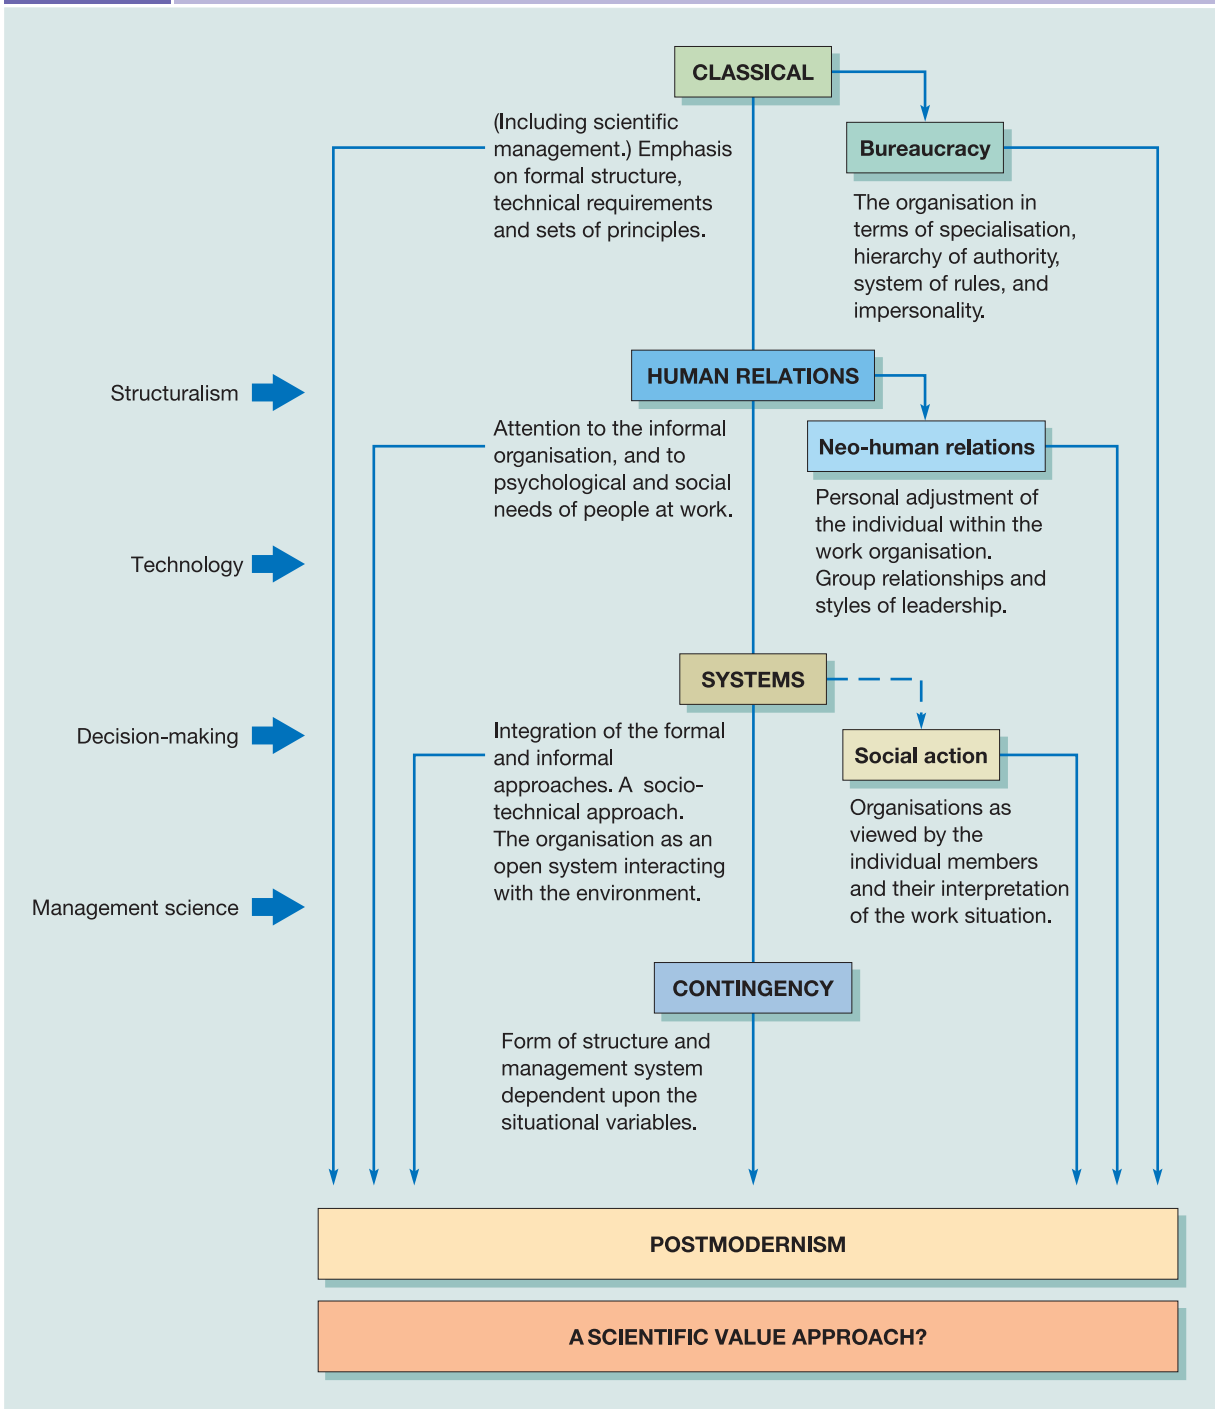 CLASSICAL
(Including scientific
management.) Emphasis
on formal structure,
technical requirements
and sets of principles.
Bureaucracy
The organisation in
terms of specialisation,
hierarchy of authority,
system of rules, and
impersonality.
Structuralism
HUMAN RELATIONS
Attention to the informal
organisation, and to
psychological and social
needs of people at work.
Neo-human relations
Personal adjustment of
the individual within the
work organisation.
Group relationships and
styles of leadership.
Technology
SYSTEMS
Decision-making
Integration of the formal
and informal
approaches. A socio-
technical approach.
The organisation as an
open system interacting
with the environment.
Social action
Organisations as
viewed by the
individual members
and their interpretation
of the work situation.
Management science
CONTINGENCY
Form of structure and
management system
dependent upon the
situational variables.
POSTMODERNISM
A SCIENTIFIC VALUE APPROACH?